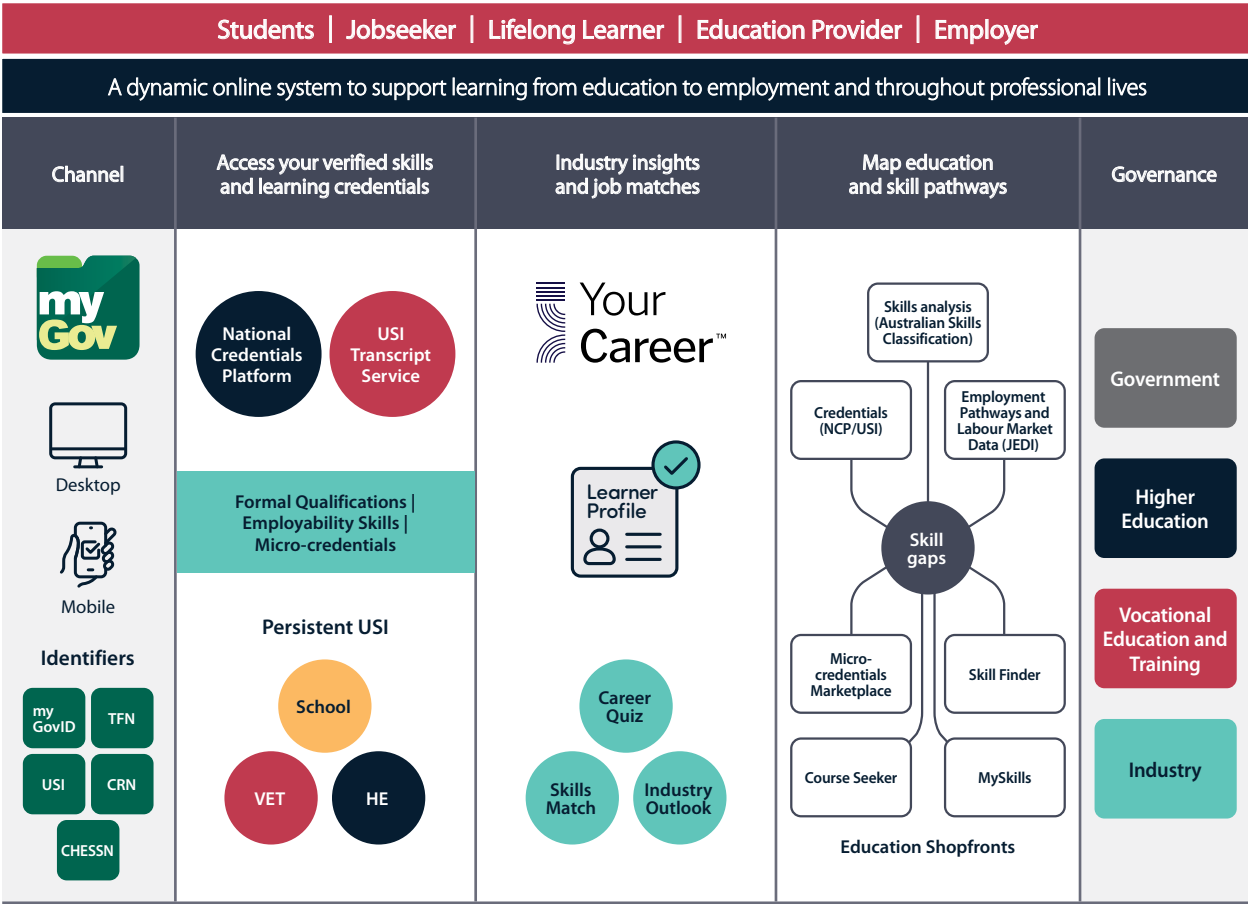 Students | Jobseeker | Lifelong Learner | Education Provider | Employer
A dynamic online system to support learning from education to employment and throughout professional lives
Channel
Access your verified skills
and learning credentials
Industry insights
and job matches
Map education
and skill pathways
Governance
my
Gov
Desktop
Mobile
Identifiers
my
GovID
TFN
USI
CRN
CHESSN
National
Credentials
Platform
USI
Transcript
Service
Formal Qualifications |
Employability Skills |
Micro-credentials
Persistent USI
School
VET
HE
Your
Career™
Learner
Profile
Career
Quiz
Skills
Match
Industry
Outlook
Skills analysis
(Australian Skills
Classification)
Credentials
(NCP/USI)
Employment
Pathways and
Labour Market
Data (JEDI)
Skill
gaps
Micro-
credentials
Marketplace
Skill Finder
Course Seeker
MySkills
Education Shopfronts
Government
Higher
Education
Vocational
Education and
Training
Industry